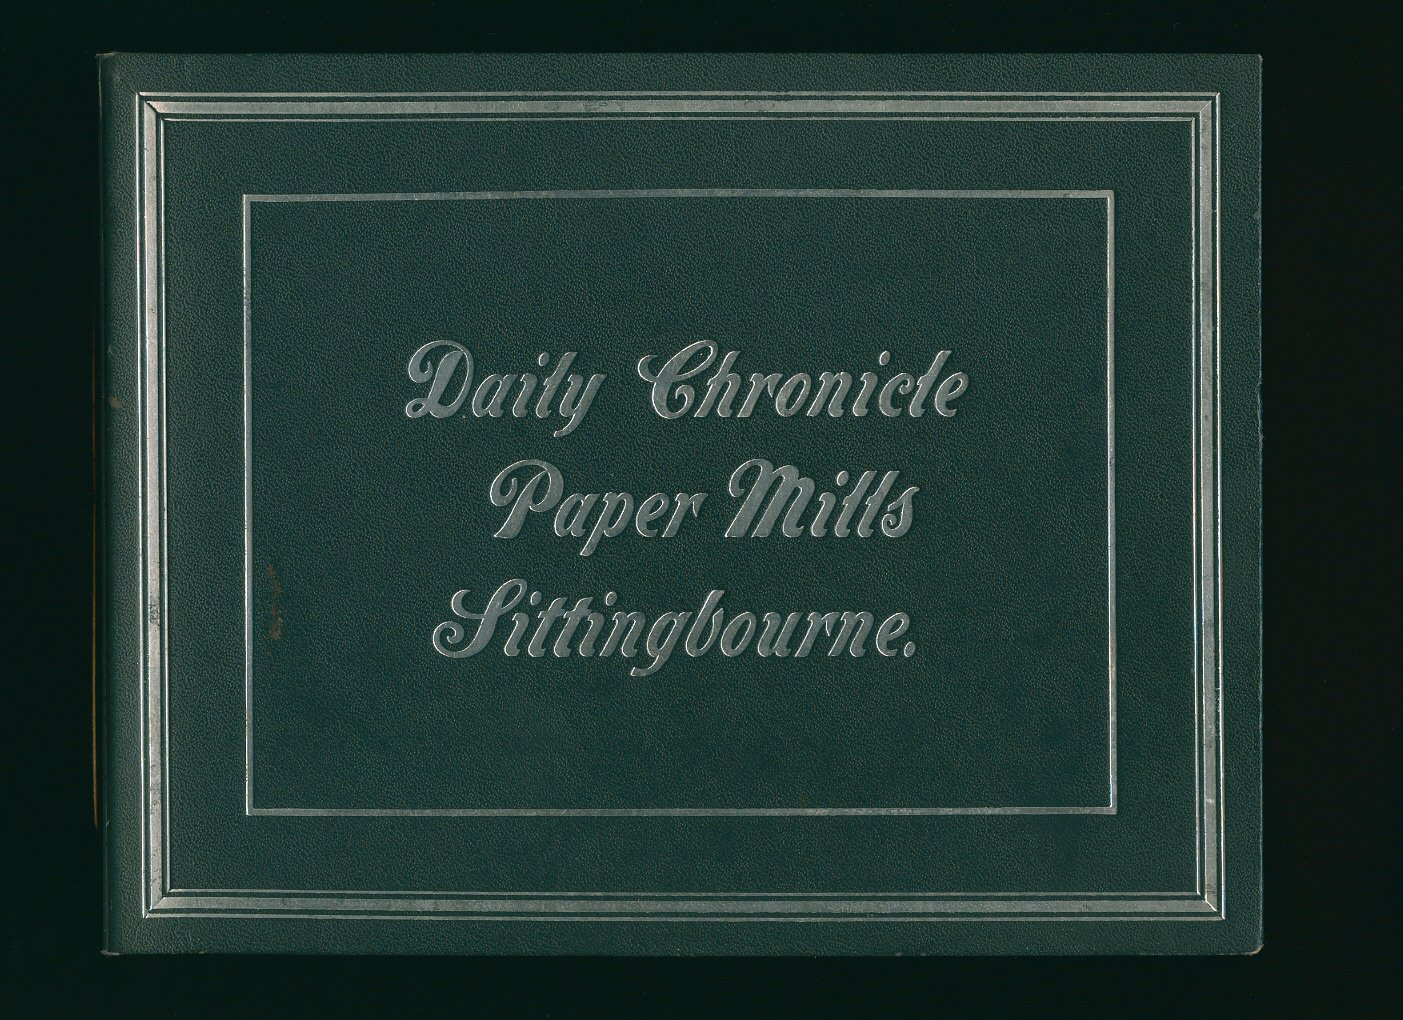 Daily Chronicle
Paper Mills
Sittingbourne.